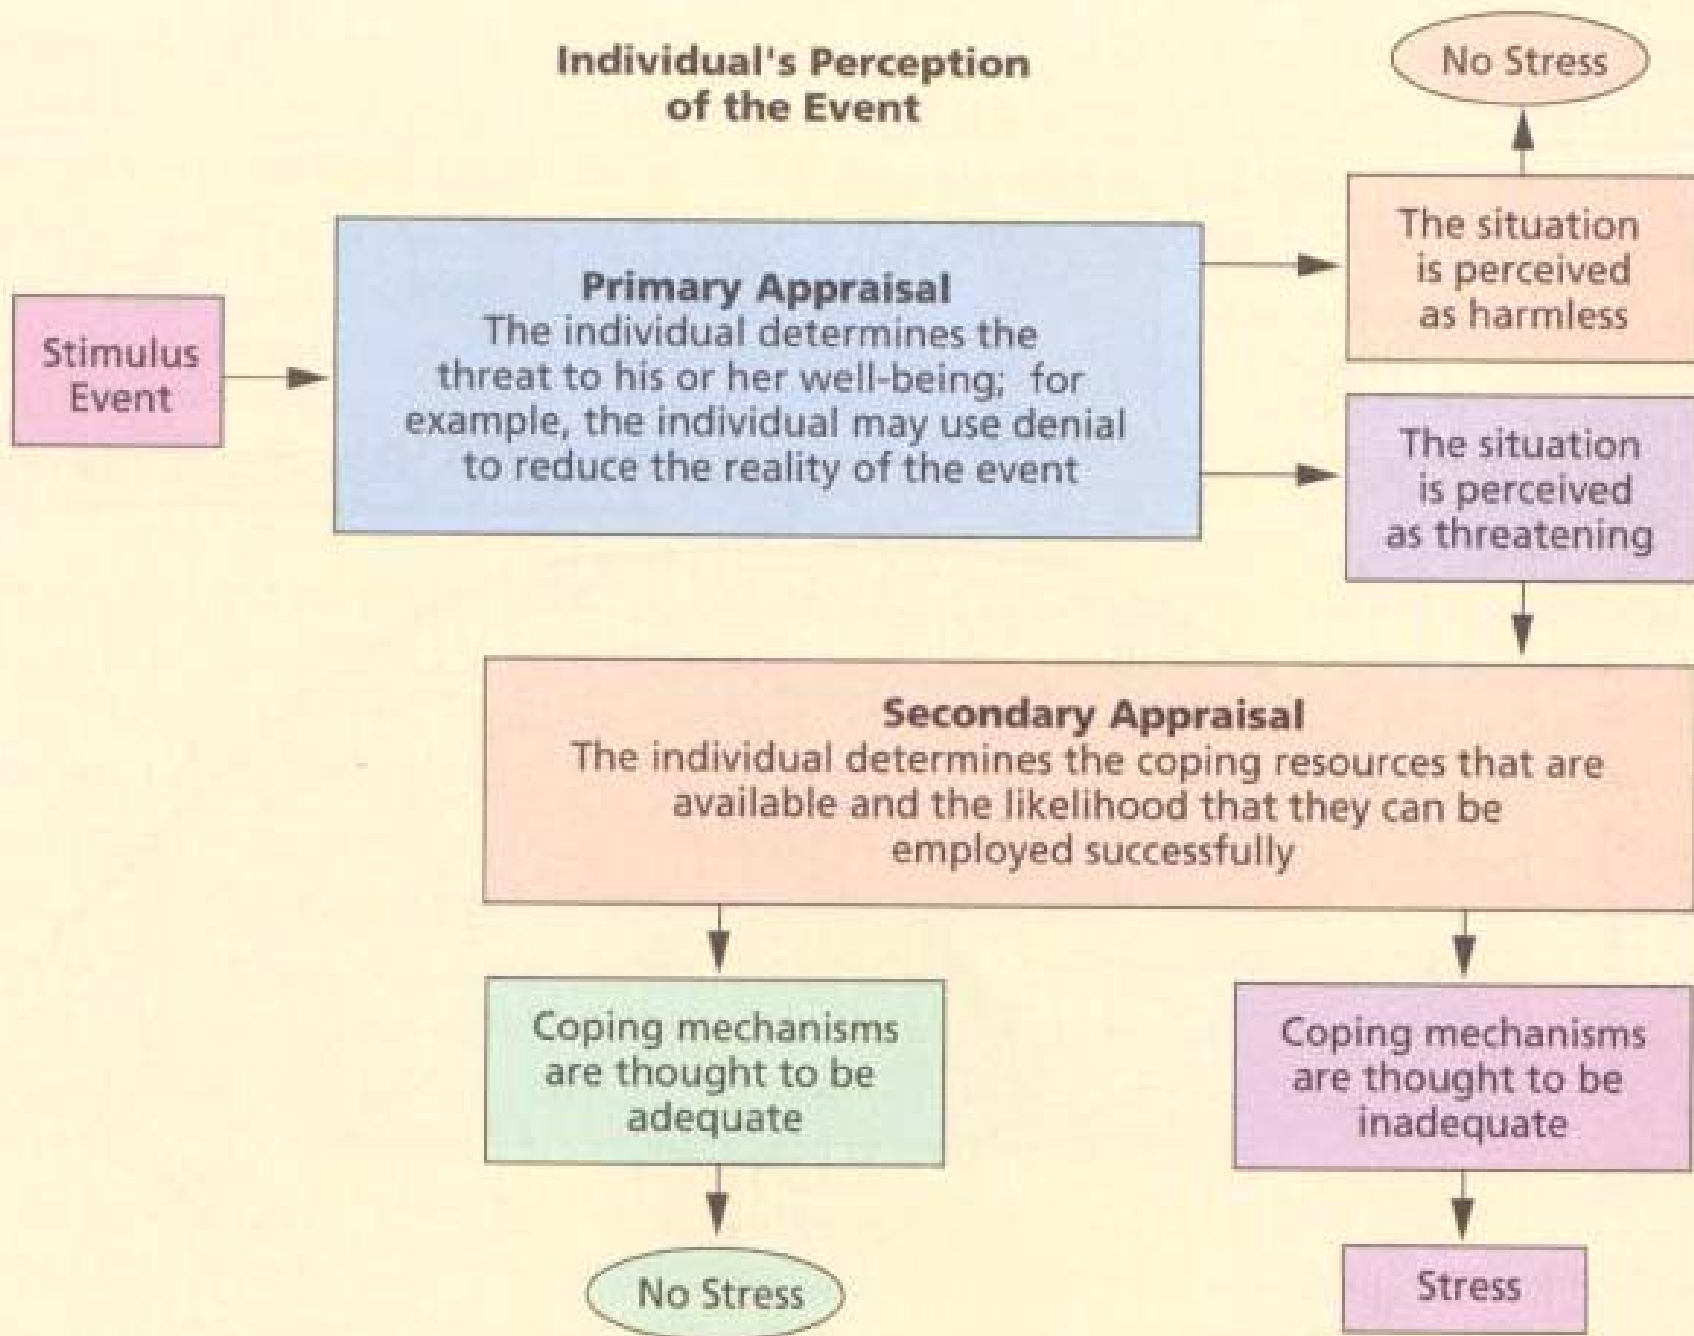 Individual's Perception
of the Event
No Stress
The situation
is perceived
as harmless
Primary Appraisal
The individual determines the
threat to his or her well-being; for
example, the individual may use denial
to reduce the reality of the event
Stimulus
Event
The situation
is perceived
as threatening
Secondary Appraisal
The individual determines the coping resources that are
available and the likelihood that they can be
employed successfully
Coping mechanisms
are thought to be
adequate
Coping mechanisms
are thought to be
inadequate
No Stress
Stress